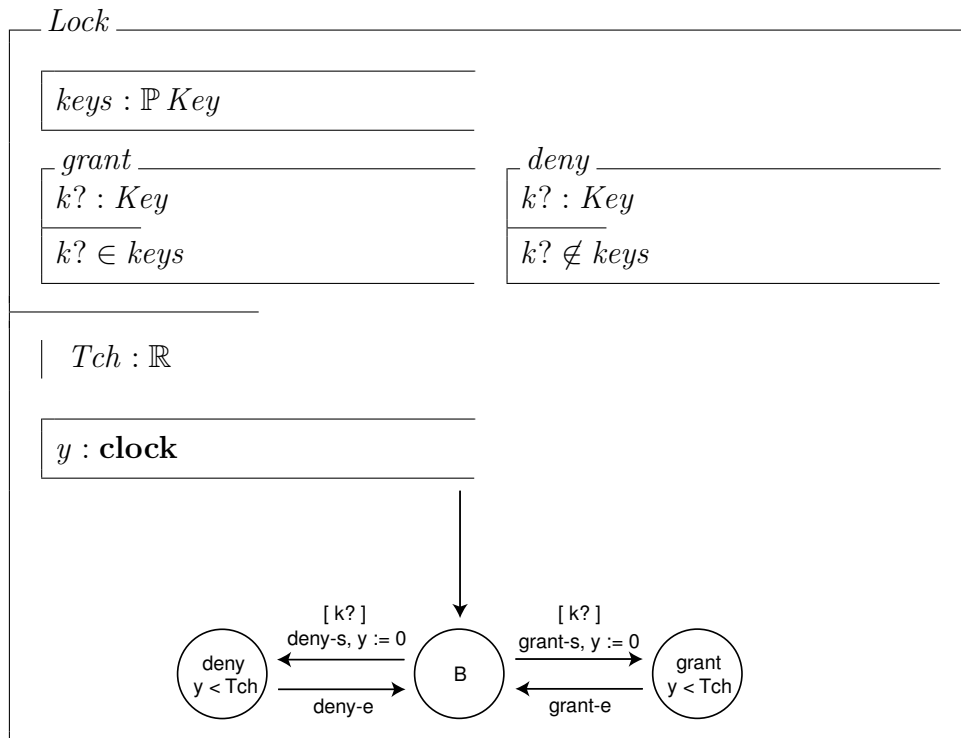 Lock
keys : ℙ Key
grant
k? : Key
k? ∈ keys
deny
k? : Key
k? ∉ keys
Tch : ℝ
y : clock
[ k? ]
deny-s, y := 0
[ k? ]
grant-s, y := 0
deny
y < Tch
B
grant
y < Tch
deny-e
grant-e